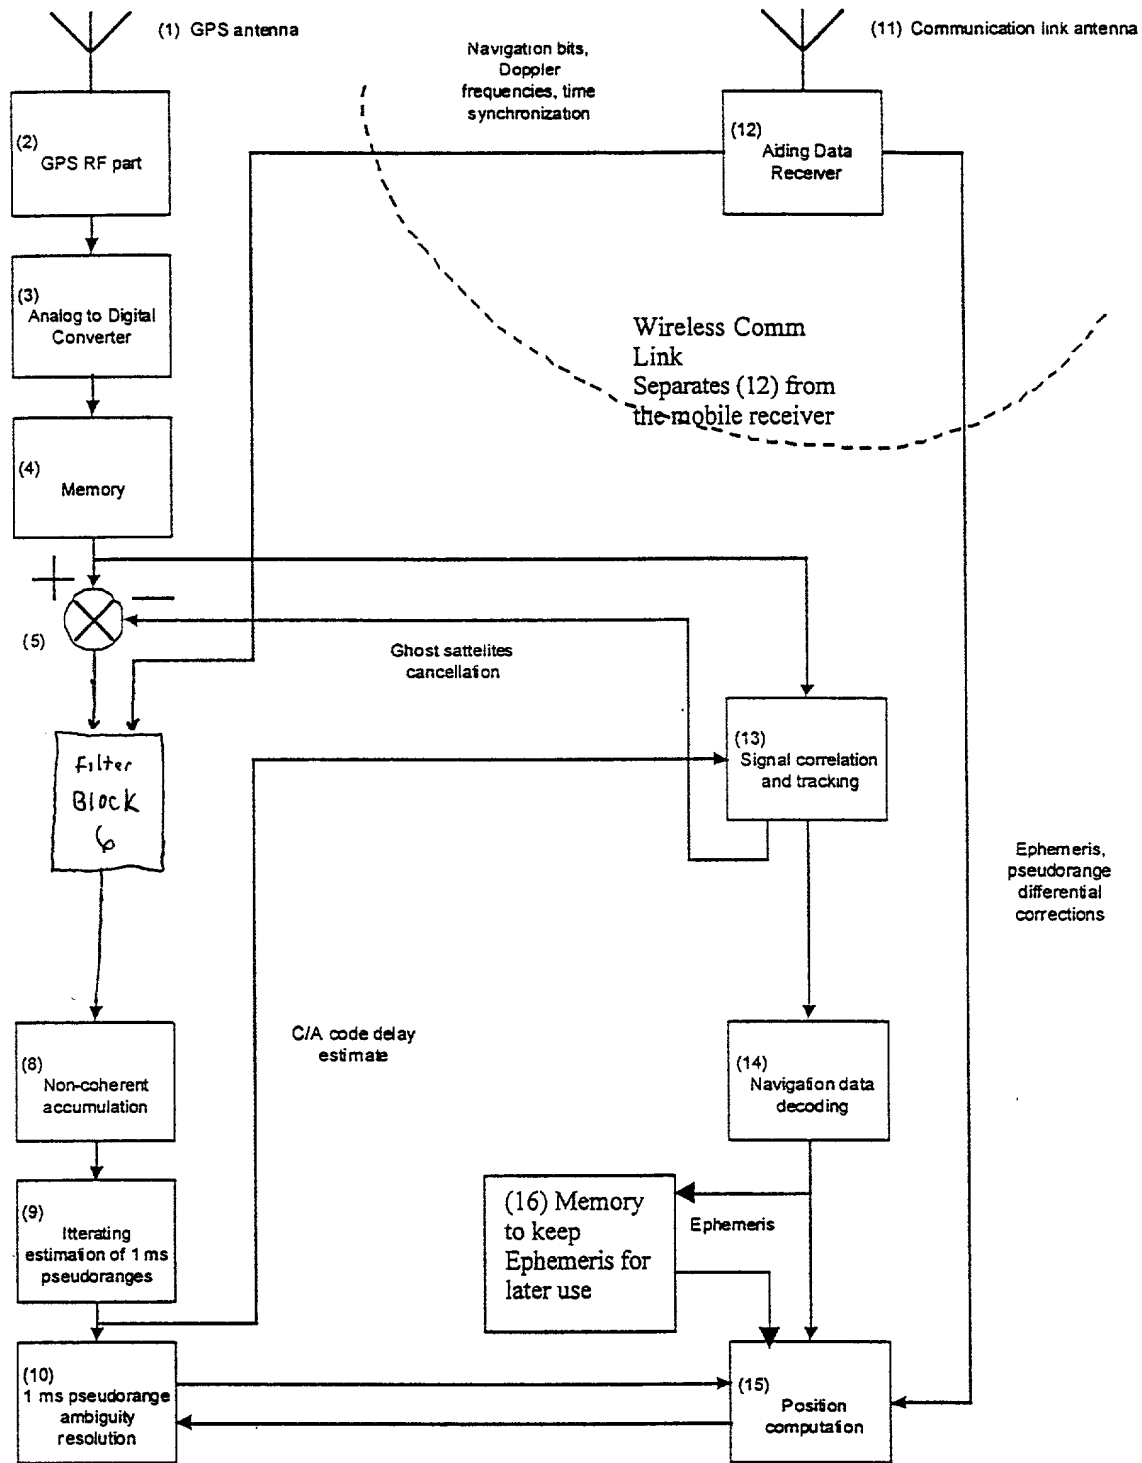 (1) GPS antenna
(11) Communication link antenna
Navigation bits,
Doppler
frequencies, time
synchronization
(2)
GPS RF part
(12)
Aiding Data
Receiver
(3)
Analog to Digital
Converter
Wireless Comm
Link
Separates (12) from
the mobile receiver
(4)
Memory
+
−
(5)
Ghost sattelites
cancellation
Filter
Block
6
(13)
Signal correlation
and tracking
Ephemeris,
pseudorange
differential
corrections
C/A code delay
estimate
(8)
Non-coherent
accumulation
(14)
Navigation data
decoding
(9)
Itterating
estimation of 1 ms
pseudoranges
(16) Memory
to keep
Ephemeris for
later use
Ephemeris
(10)
1 ms pseudorange
ambiguity
resolution
(15)
Position
computation